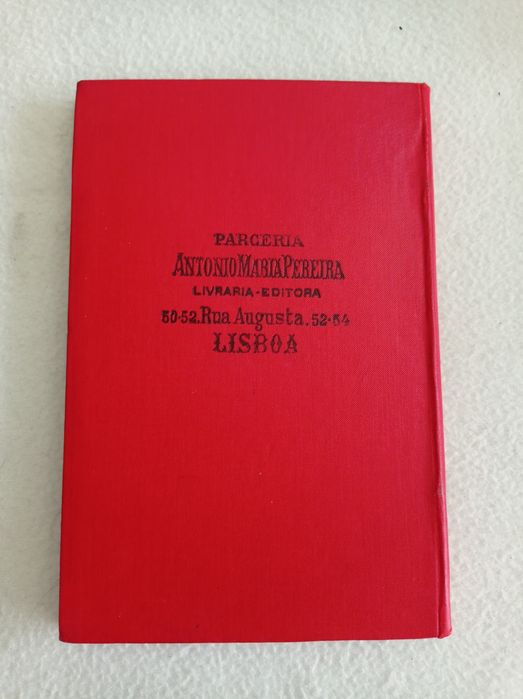 PARCERIA
ANTONIO MARIA PEREIRA
LIVRARIA-EDITORA
50-52, Rua Augusta, 52-54
LISBOA